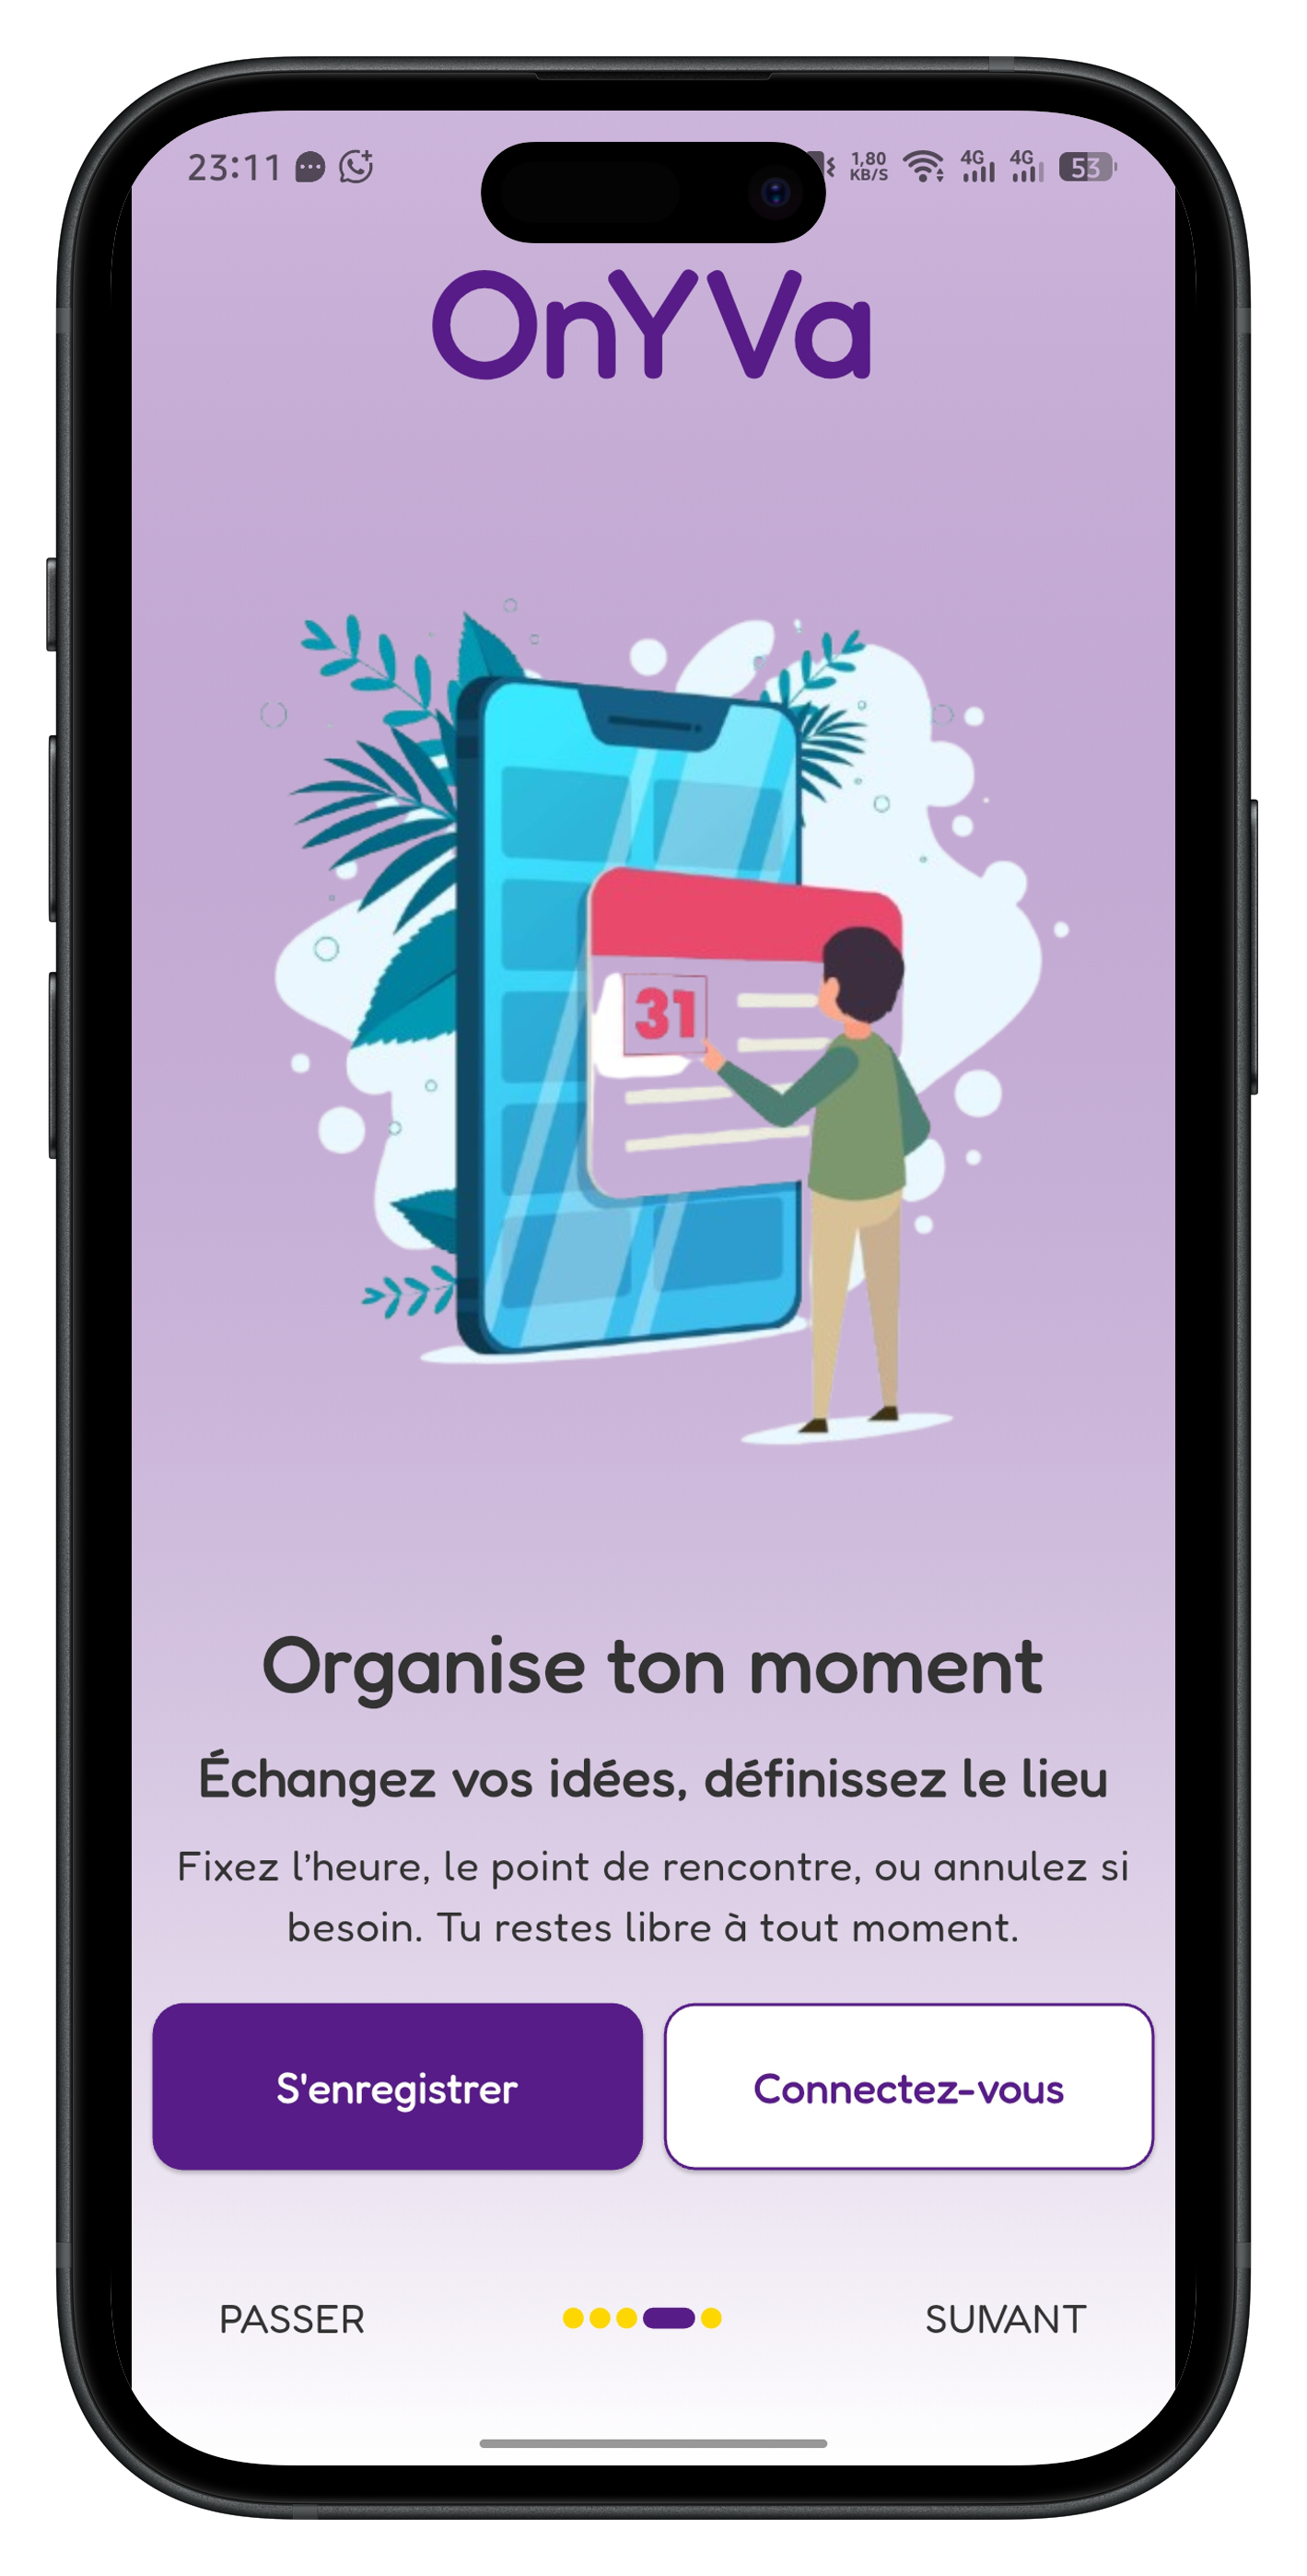 23:11
1,80
KB/S
4G
4G
53
OnYVa
31
Organise ton moment
Échangez vos idées, définissez le lieu
Fixez l’heure, le point de rencontre, ou annulez si
besoin. Tu restes libre à tout moment.
S'enregistrer
Connectez-vous
PASSER
SUIVANT